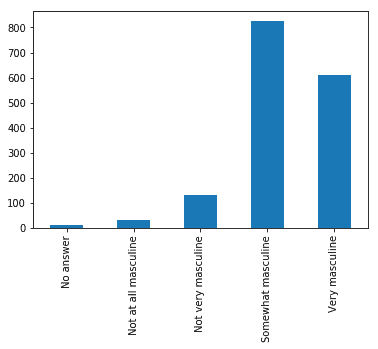 800
700
600
500
400
300
200
100
0
No answer
Not at all masculine
Not very masculine
Somewhat masculine
Very masculine